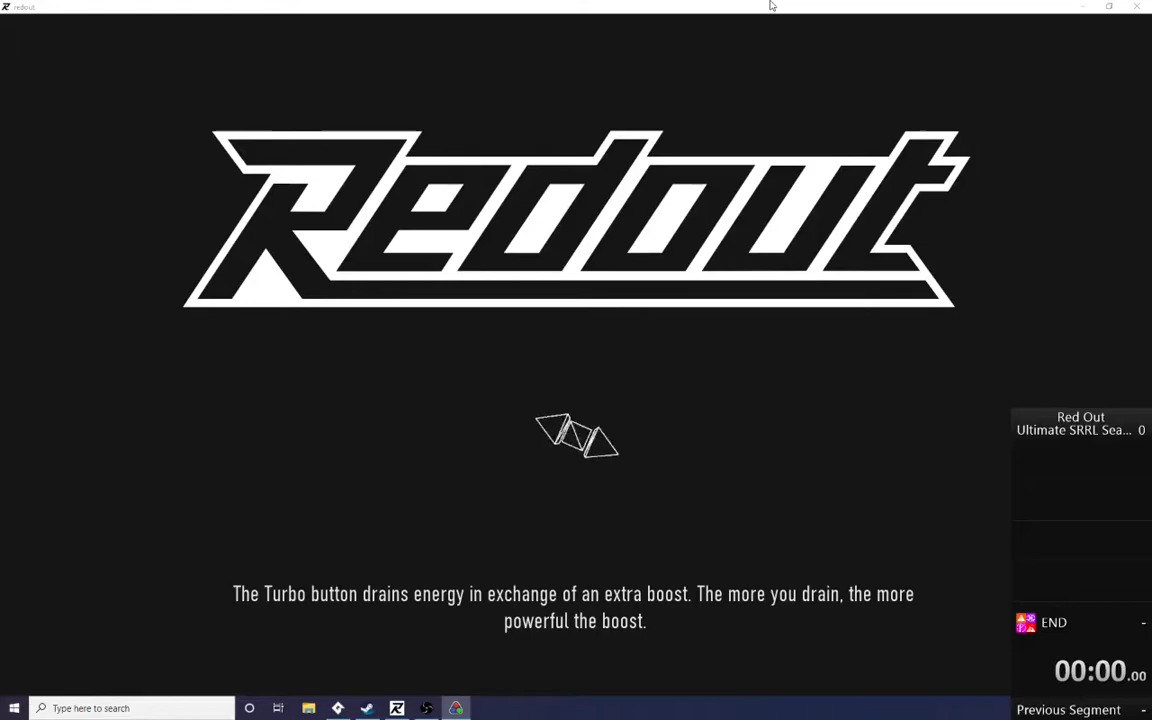 redout
Redout
Red Out
Ultimate SRRL Sea... 0
The Turbo button drains energy in exchange of an extra boost. The more you drain, the more
powerful the boost.
END -
00:00.00
Type here to search
Previous Segment -